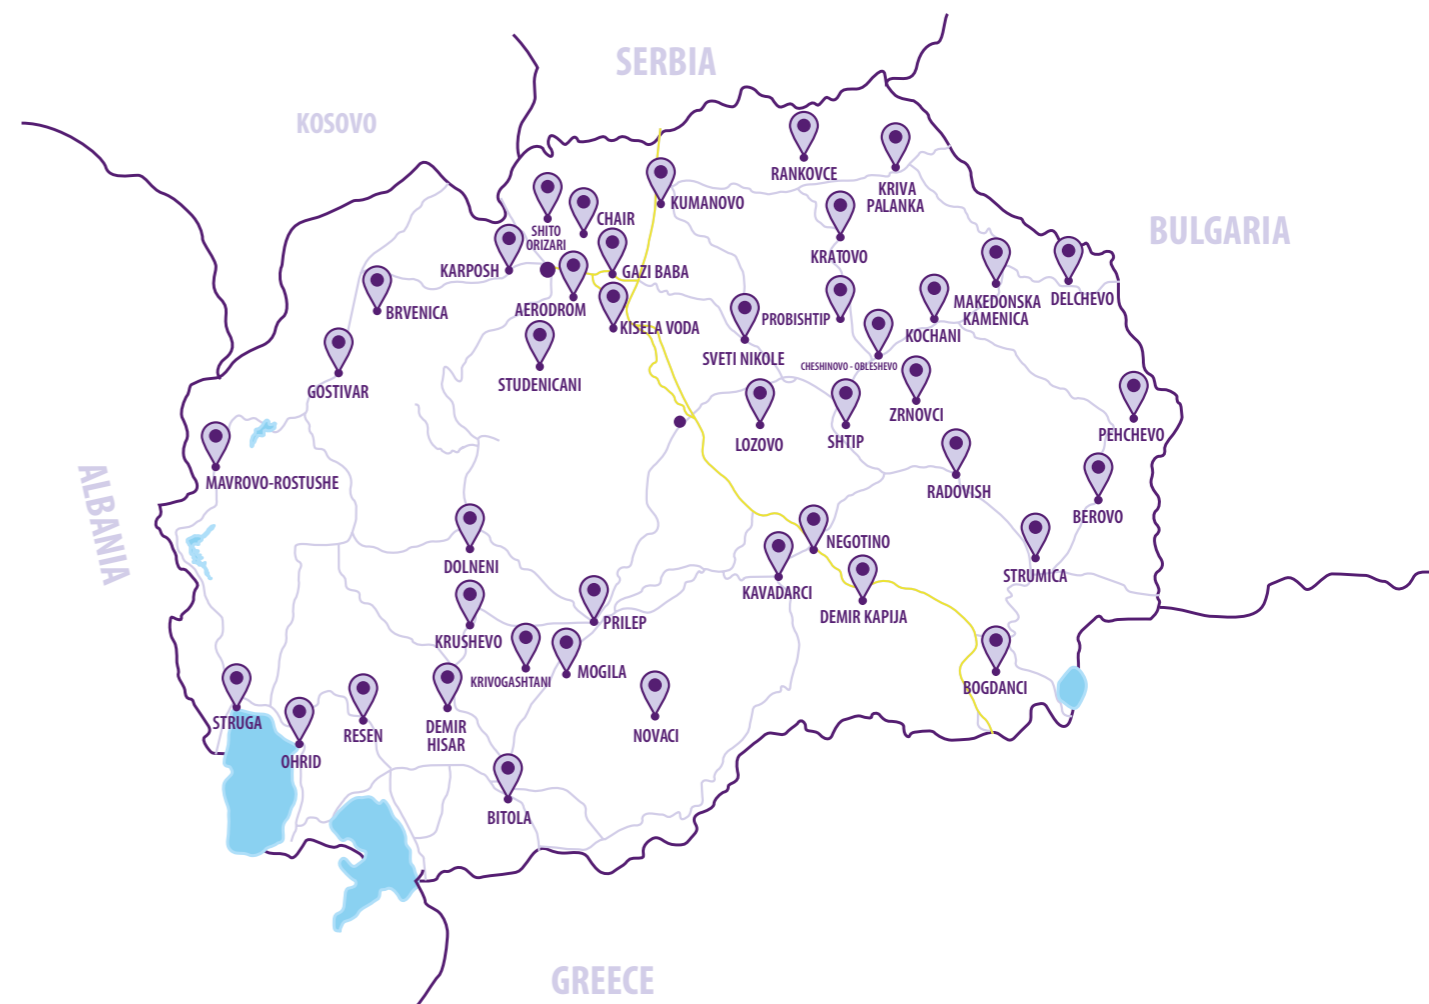 SERBIA
KOSOVO
BULGARIA
ALBANIA
GREECE
RANKOVCE
KRIVA
PALANKA
KUMANOVO
SHITO
ORIZARI
CHAIR
KARPOSH
GAZI BABA
KRATOVO
BRVENICA
AERODROM
KISELA VODA
PROBISHTIP
MAKEDONSKA
KAMENICA
DELCHEVO
KOCHANI
SVETI NIKOLE
CHESHINOVO - OBLESHEVO
STUDENICANI
GOSTIVAR
ZRNOVCI
LOZOVO
SHTIP
PEHCHEVO
MAVROVO-ROSTUSHE
RADOVISH
BEROVO
NEGOTINO
DOLNENI
STRUMICA
KAVADARCI
DEMIR KAPIJA
PRILEP
KRUSHEVO
KRIVOGASHTANI
MOGILA
BOGDANCI
STRUGA
DEMIR
HISAR
RESEN
NOVACI
OHRID
BITOLA